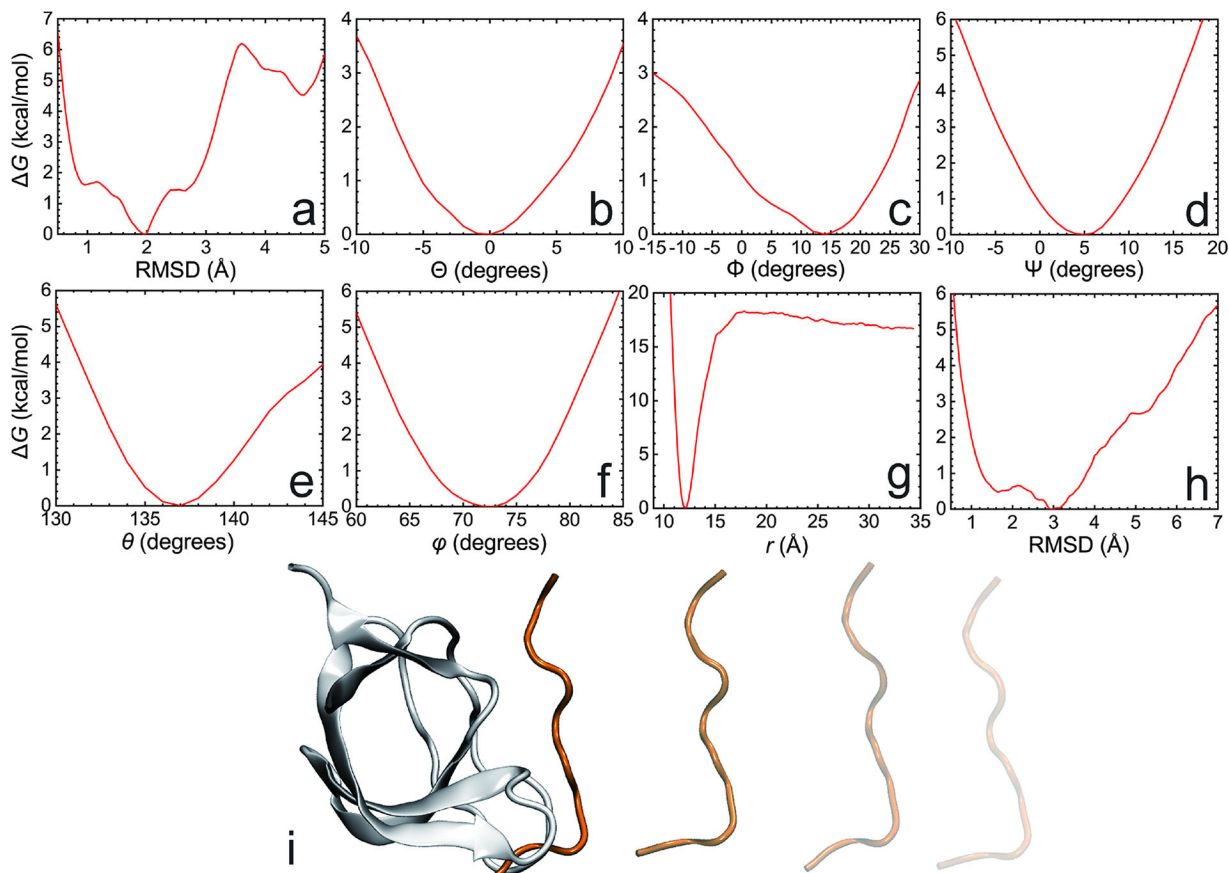 ΔG (kcal/mol)
7
6
5
4
3
2
1
0
1 2 3 4 5
RMSD (Å)
a
4
3
2
1
0
-10 -5 0 5 10
Θ (degrees)
b
4
3
2
1
0
-15 -10 -5 0 5 10 15 20 25 30
Φ (degrees)
c
6
5
4
3
2
1
0
-10 -5 0 5 10 15 20
Ψ (degrees)
d
ΔG (kcal/mol)
6
5
4
3
2
1
0
130 135 140 145
θ (degrees)
e
6
5
4
3
2
1
0
60 65 70 75 80 85
φ (degrees)
f
20
15
10
5
0
10 15 20 25 30 35
r (Å)
g
6
5
4
3
2
1
0
1 2 3 4 5 6 7
RMSD (Å)
h
i